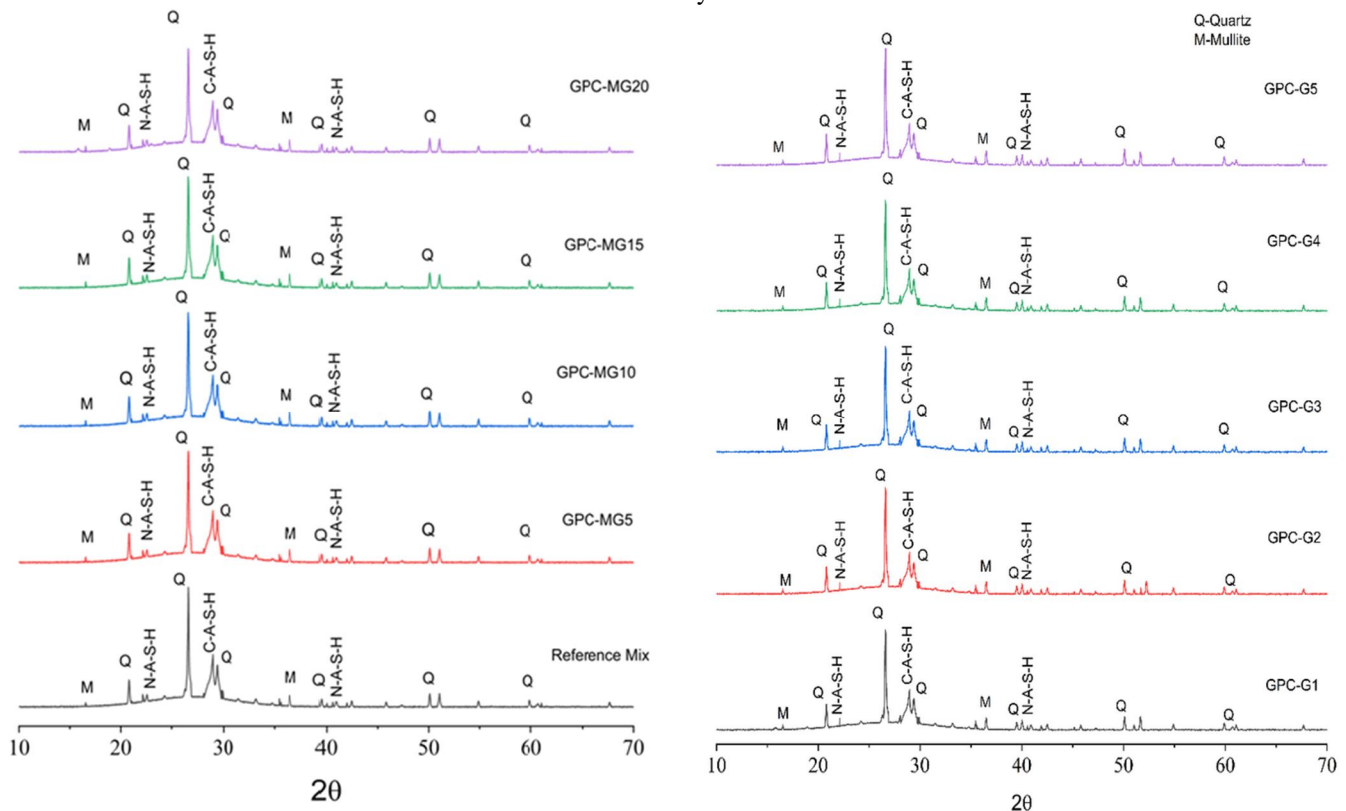 Q
Q
N-A-S-H
C-A-S-H
Q
M
M
Q
N-A-S-H
Q
Q
GPC-MG20
Q
Q
N-A-S-H
C-A-S-H
Q
M
M
Q
N-A-S-H
Q
Q
GPC-MG15
Q
Q
N-A-S-H
C-A-S-H
Q
M
M
Q
N-A-S-H
Q
Q
GPC-MG10
Q
Q
N-A-S-H
C-A-S-H
Q
M
M
Q
N-A-S-H
Q
Q
GPC-MG5
Q
Q
N-A-S-H
C-A-S-H
Q
M
M
Q
N-A-S-H
Q
Q
Reference Mix
10 20 30 40 50 60 70
2θ
Q-Quartz
M-Mullite
Q
Q
N-A-S-H
C-A-S-H
Q
M
M
Q
N-A-S-H
Q
Q
GPC-G5
Q
Q
N-A-S-H
C-A-S-H
Q
M
M
Q
N-A-S-H
Q
Q
GPC-G4
Q
Q
N-A-S-H
C-A-S-H
Q
M
M
Q
N-A-S-H
Q
Q
GPC-G3
Q
Q
N-A-S-H
C-A-S-H
Q
M
M
Q
N-A-S-H
Q
Q
GPC-G2
Q
Q
N-A-S-H
C-A-S-H
Q
M
M
Q
N-A-S-H
Q
Q
GPC-G1
10 20 30 40 50 60 70
2θ